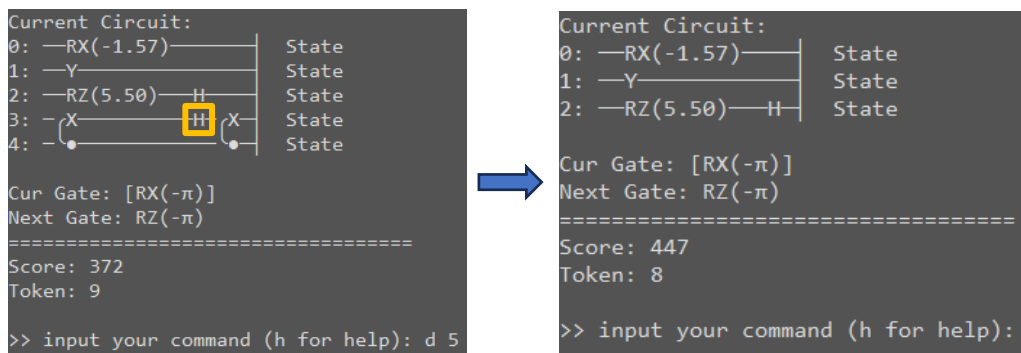 Current Circuit:
0: ──RX(-1.57)────────┤ State
1: ──Y────────────────┤ State
2: ──RZ(5.50)───H─────┤ State
3: ─╭X──────────H─╭X──┤ State
4: ─╰●────────────╰●──┤ State
Cur Gate: [RX(-π)]
Next Gate: RZ(-π)
===================================
Score: 372
Token: 9
>> input your command (h for help): d 5
Current Circuit:
0: ──RX(-1.57)─────┤ State
1: ──Y─────────────┤ State
2: ──RZ(5.50)────H─┤ State
Cur Gate: [RX(-π)]
Next Gate: RZ(-π)
===================================
Score: 447
Token: 8
>> input your command (h for help):